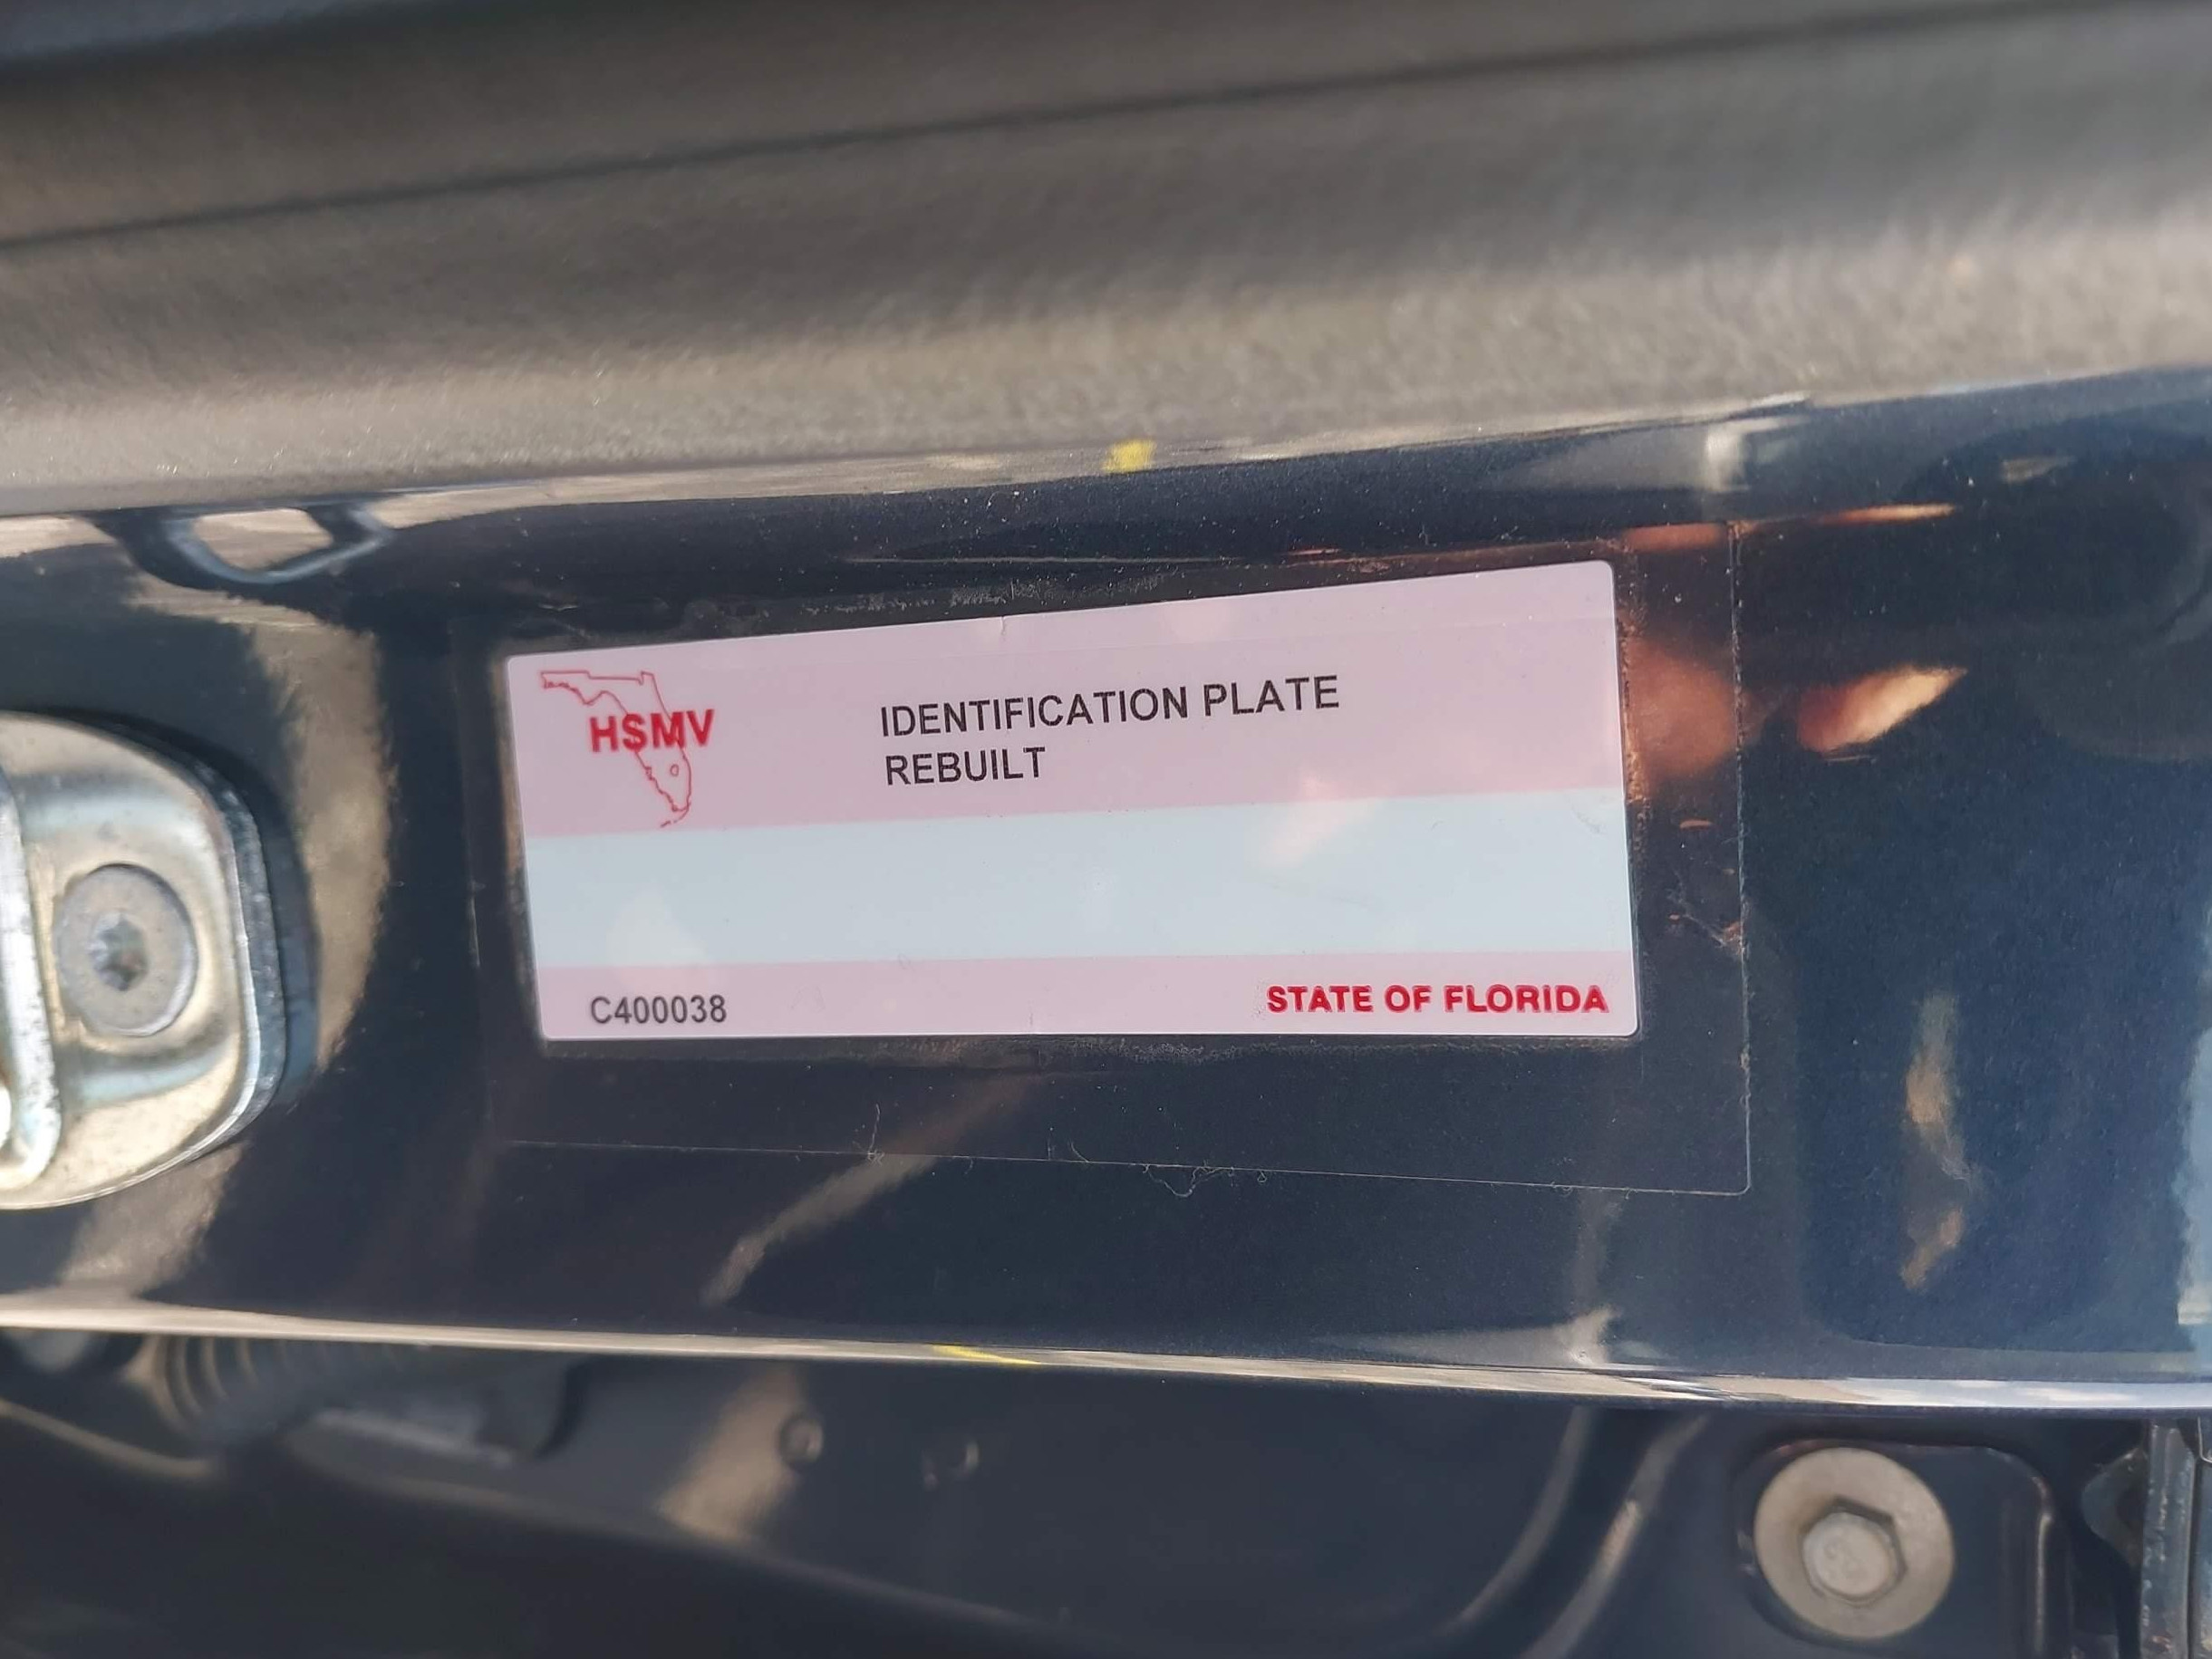 HSMV
IDENTIFICATION PLATE
REBUILT
C400038
STATE OF FLORIDA